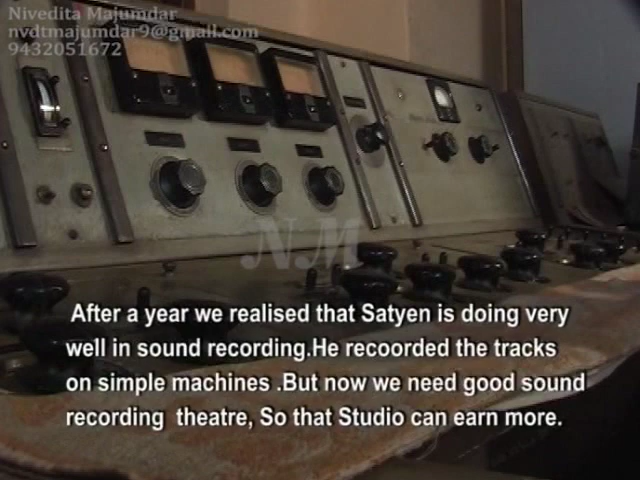 Nivedita Majumdar
nvdtmajumdar9@gmail.com
9432051672
N.M
After a year we realised that Satyen is doing very
well in sound recording.He recoorded the tracks
on simple machines .But now we need good sound
recording theatre, So that Studio can earn more.